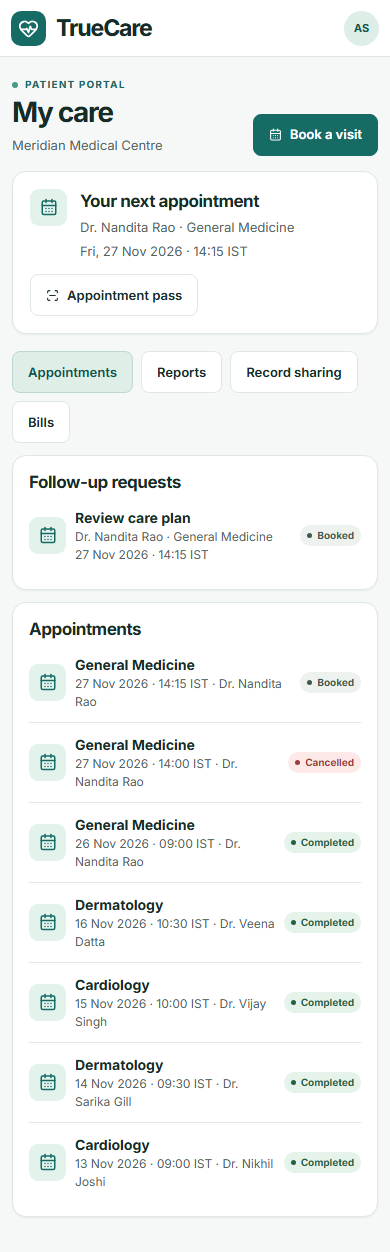 TrueCare
AS
PATIENT PORTAL
My care
Meridian Medical Centre
Book a visit
Your next appointment
Dr. Nandita Rao · General Medicine
Fri, 27 Nov 2026 · 14:15 IST
Appointment pass
Appointments
Reports
Record sharing
Bills
Follow-up requests
Review care plan
Dr. Nandita Rao · General Medicine
27 Nov 2026 · 14:15 IST
Booked
Appointments
General Medicine
27 Nov 2026 · 14:15 IST · Dr. Nandita
Rao
Booked
General Medicine
27 Nov 2026 · 14:00 IST · Dr.
Nandita Rao
Cancelled
General Medicine
26 Nov 2026 · 09:00 IST · Dr.
Nandita Rao
Completed
Dermatology
16 Nov 2026 · 10:30 IST · Dr. Veena
Datta
Completed
Cardiology
15 Nov 2026 · 10:00 IST · Dr. Vijay
Singh
Completed
Dermatology
14 Nov 2026 · 09:30 IST · Dr.
Sarika Gill
Completed
Cardiology
13 Nov 2026 · 09:00 IST · Dr. Nikhil
Joshi
Completed